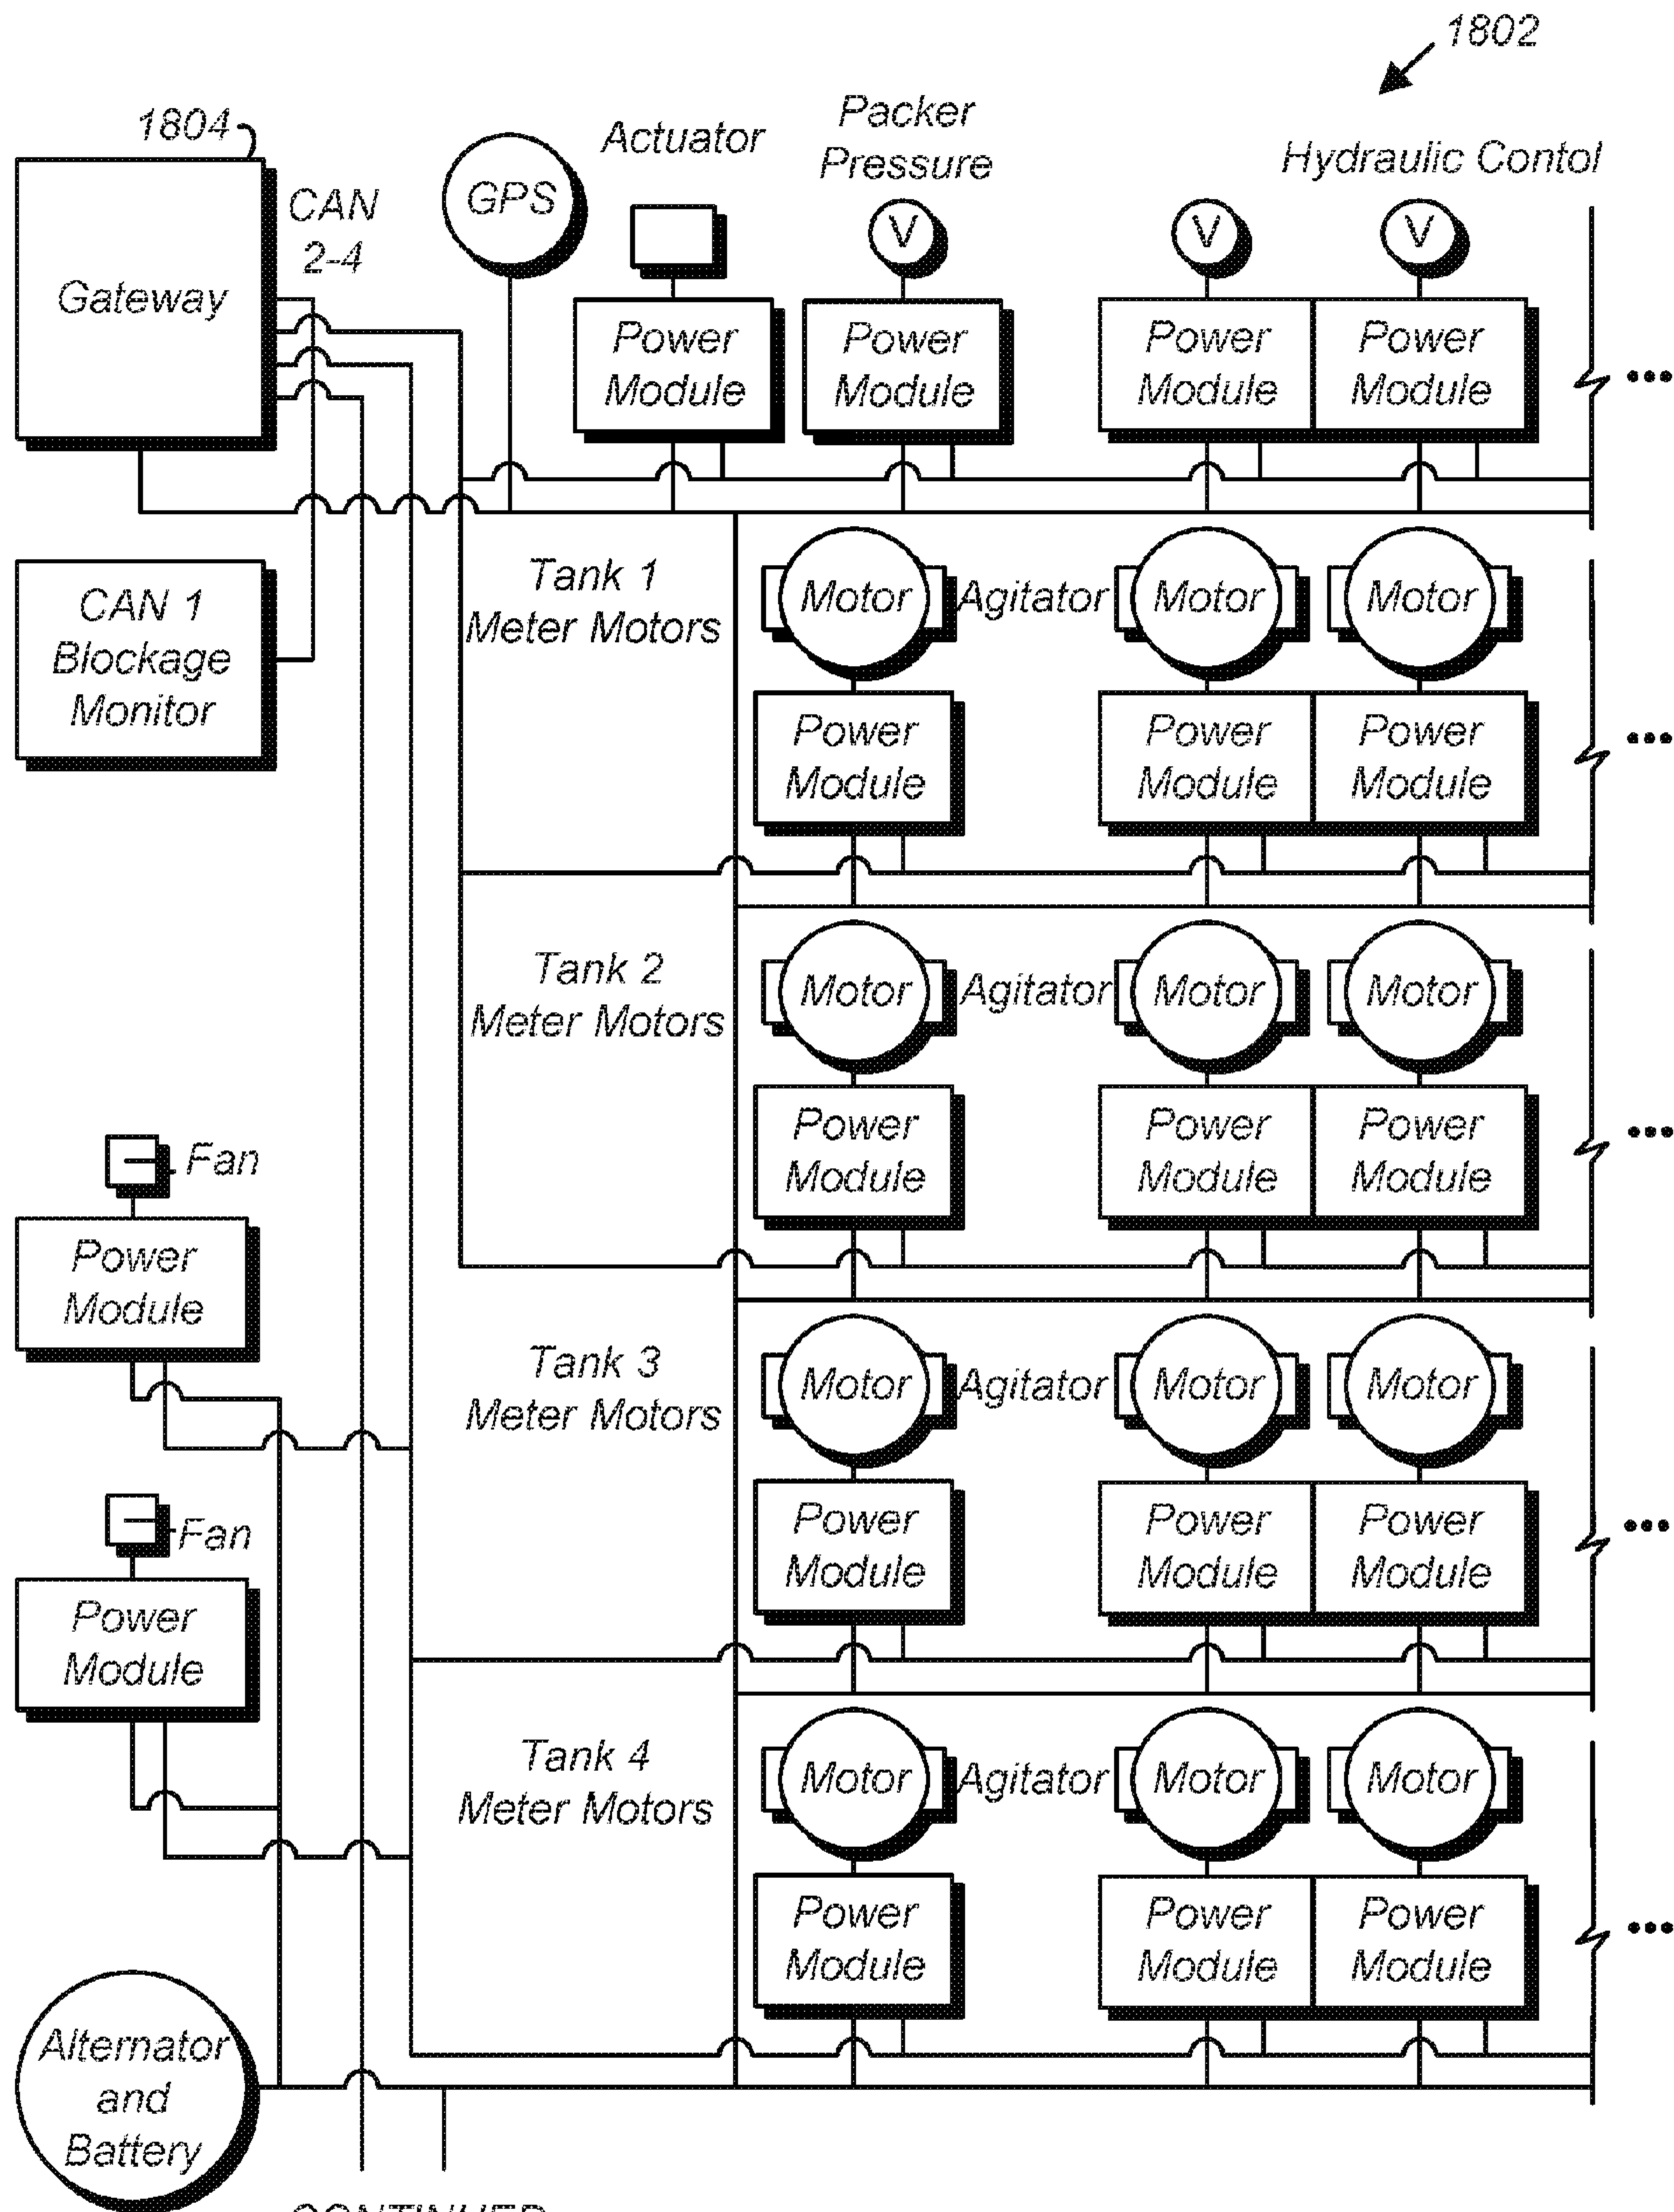 1802
1804
Gateway
CAN
2-4
GPS
Actuator
Packer
Pressure
Hydraulic Contol
V
V
V
Power
Module
Power
Module
Power
Module
Power
Module
...
CAN 1
Blockage
Monitor
Tank 1
Meter Motors
Motor
Agitator
Motor
Motor
Power
Module
Power
Module
Power
Module
...
Tank 2
Meter Motors
Motor
Agitator
Motor
Motor
Power
Module
Power
Module
Power
Module
...
Fan
Power
Module
Tank 3
Meter Motors
Motor
Agitator
Motor
Motor
Power
Module
Power
Module
Power
Module
...
Fan
Power
Module
Tank 4
Meter Motors
Motor
Agitator
Motor
Motor
Power
Module
Power
Module
Power
Module
...
Alternator
and
Battery
CONTINUED